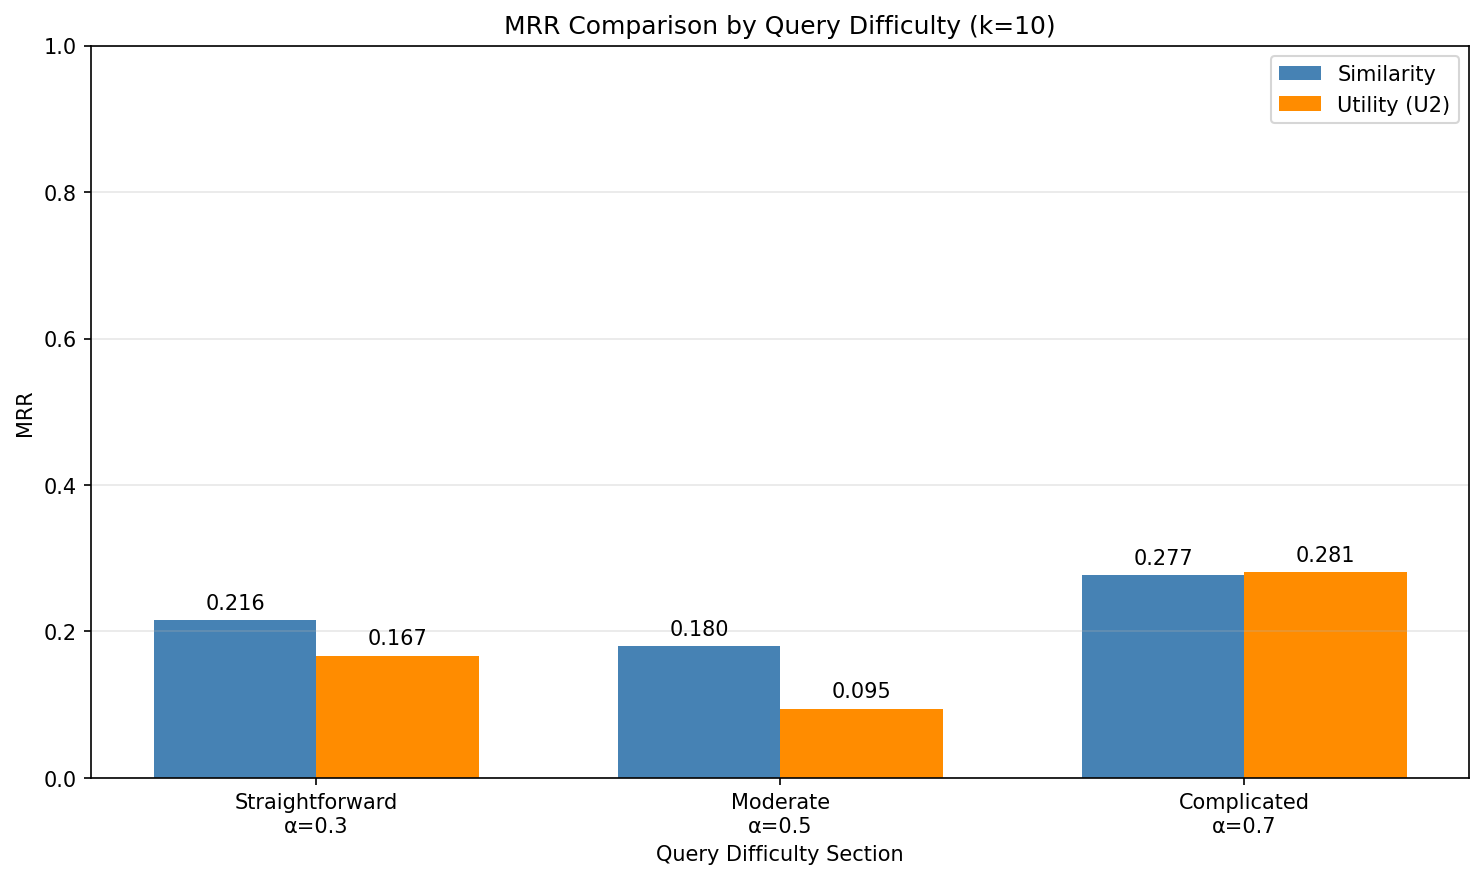 MRR Comparison by Query Difficulty (k=10)
1.0
0.8
0.6
0.4
0.2
0.0
MRR
Similarity
Utility (U2)
0.216
0.167
0.180
0.095
0.277
0.281
Straightforward
α=0.3
Moderate
α=0.5
Complicated
α=0.7
Query Difficulty Section